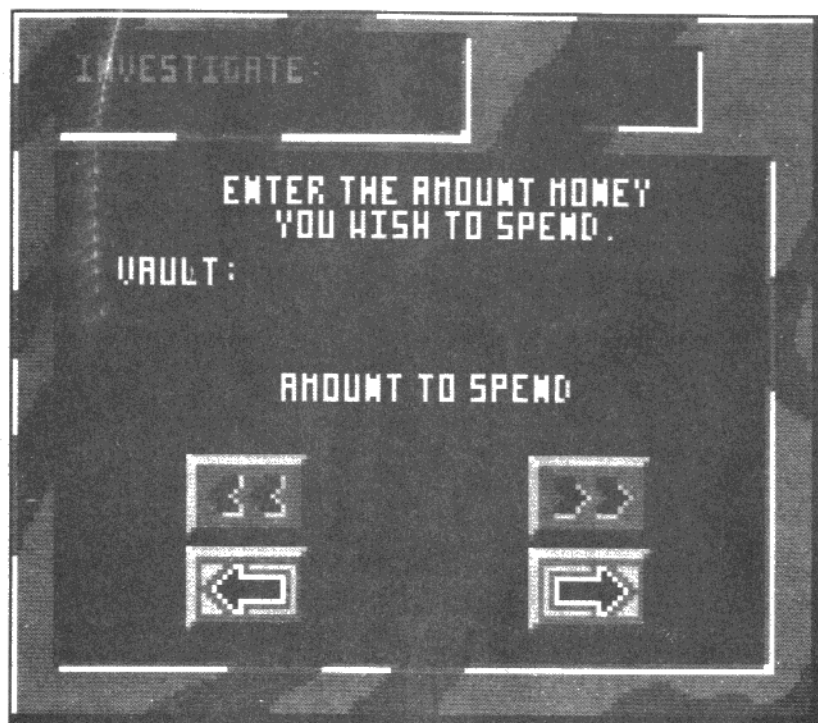 INVESTIGATE:
ENTER THE AMOUNT MONEY
YOU WISH TO SPEND.
VAULT:
AMOUNT TO SPEND